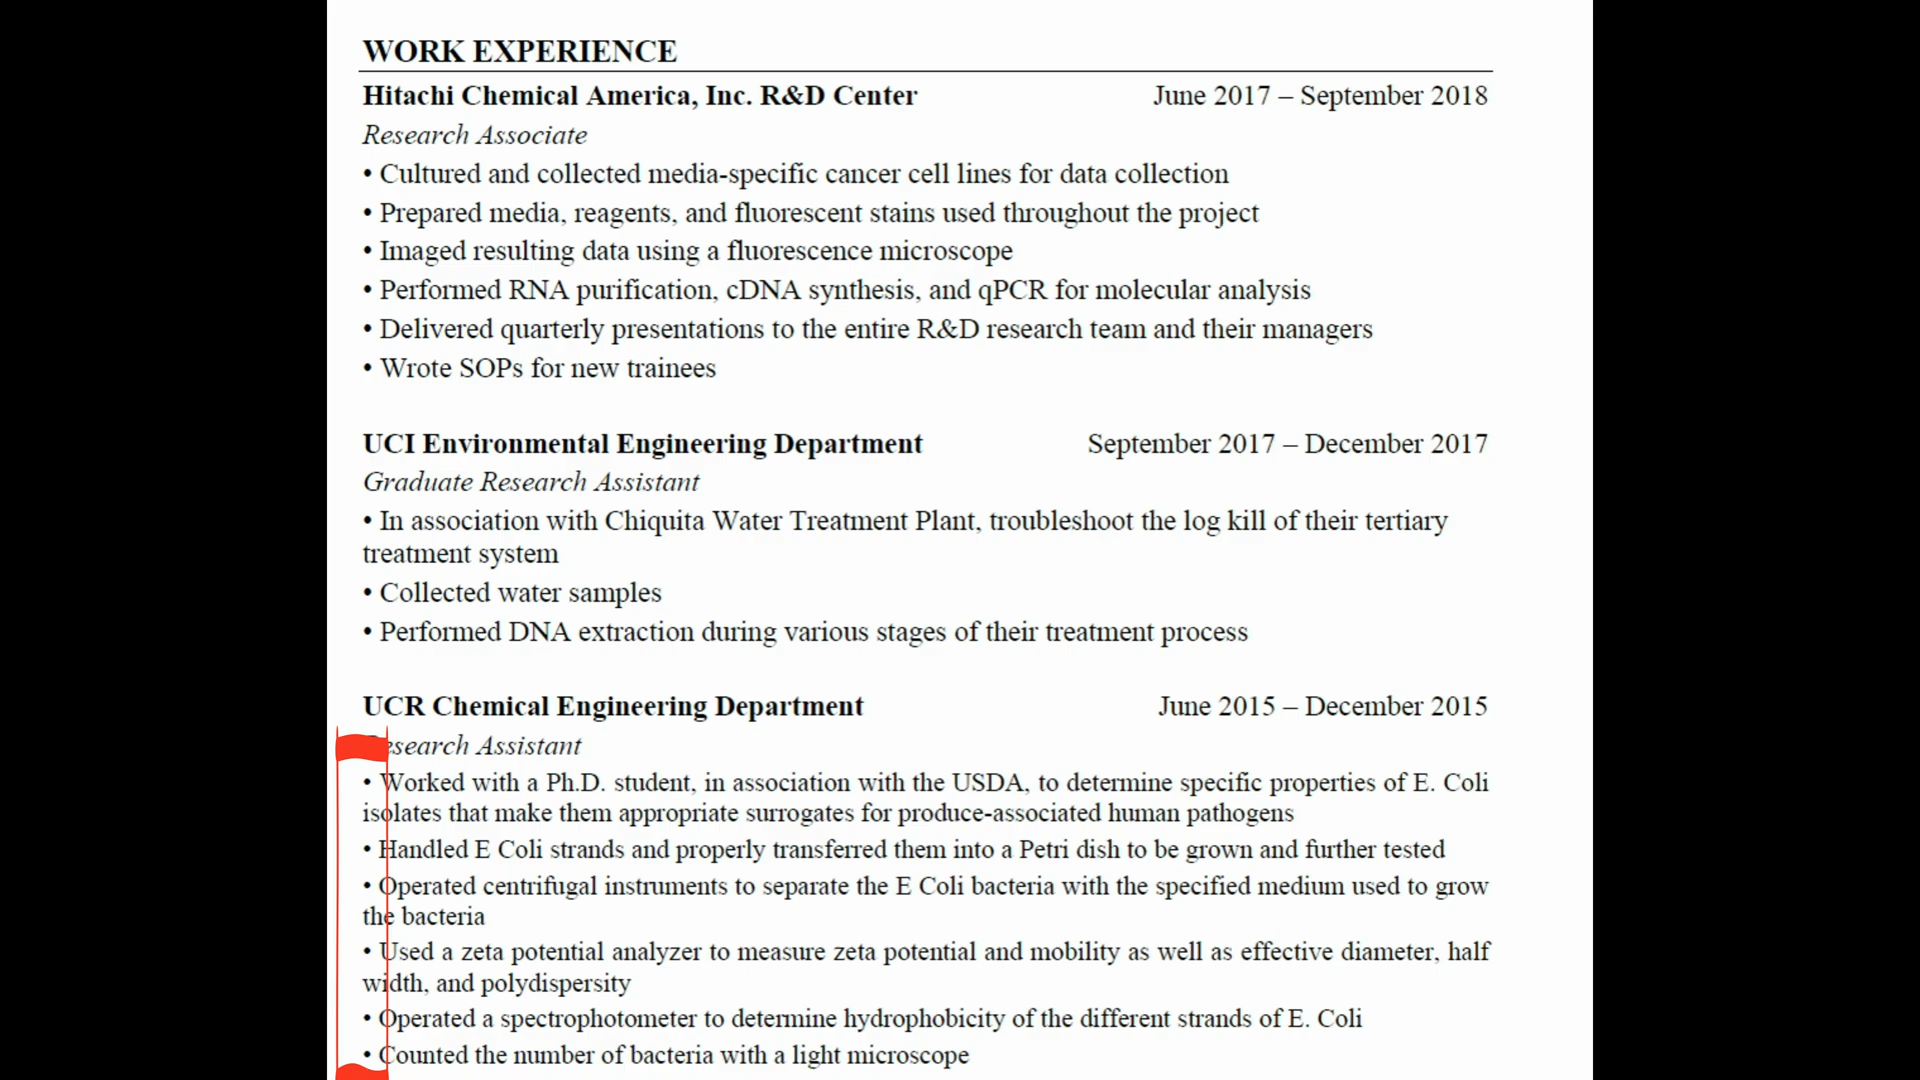 WORK EXPERIENCE
Hitachi Chemical America, Inc. R&D Center June 2017 – September 2018
Research Associate
• Cultured and collected media-specific cancer cell lines for data collection
• Prepared media, reagents, and fluorescent stains used throughout the project
• Imaged resulting data using a fluorescence microscope
• Performed RNA purification, cDNA synthesis, and qPCR for molecular analysis
• Delivered quarterly presentations to the entire R&D research team and their managers
• Wrote SOPs for new trainees
UCI Environmental Engineering Department September 2017 – December 2017
Graduate Research Assistant
• In association with Chiquita Water Treatment Plant, troubleshoot the log kill of their tertiary
treatment system
• Collected water samples
• Performed DNA extraction during various stages of their treatment process
UCR Chemical Engineering Department June 2015 – December 2015
Research Assistant
• Worked with a Ph.D. student, in association with the USDA, to determine specific properties of E. Coli
isolates that make them appropriate surrogates for produce-associated human pathogens
• Handled E Coli strands and properly transferred them into a Petri dish to be grown and further tested
• Operated centrifugal instruments to separate the E Coli bacteria with the specified medium used to grow
the bacteria
• Used a zeta potential analyzer to measure zeta potential and mobility as well as effective diameter, half
width, and polydispersity
• Operated a spectrophotometer to determine hydrophobicity of the different strands of E. Coli
• Counted the number of bacteria with a light microscope